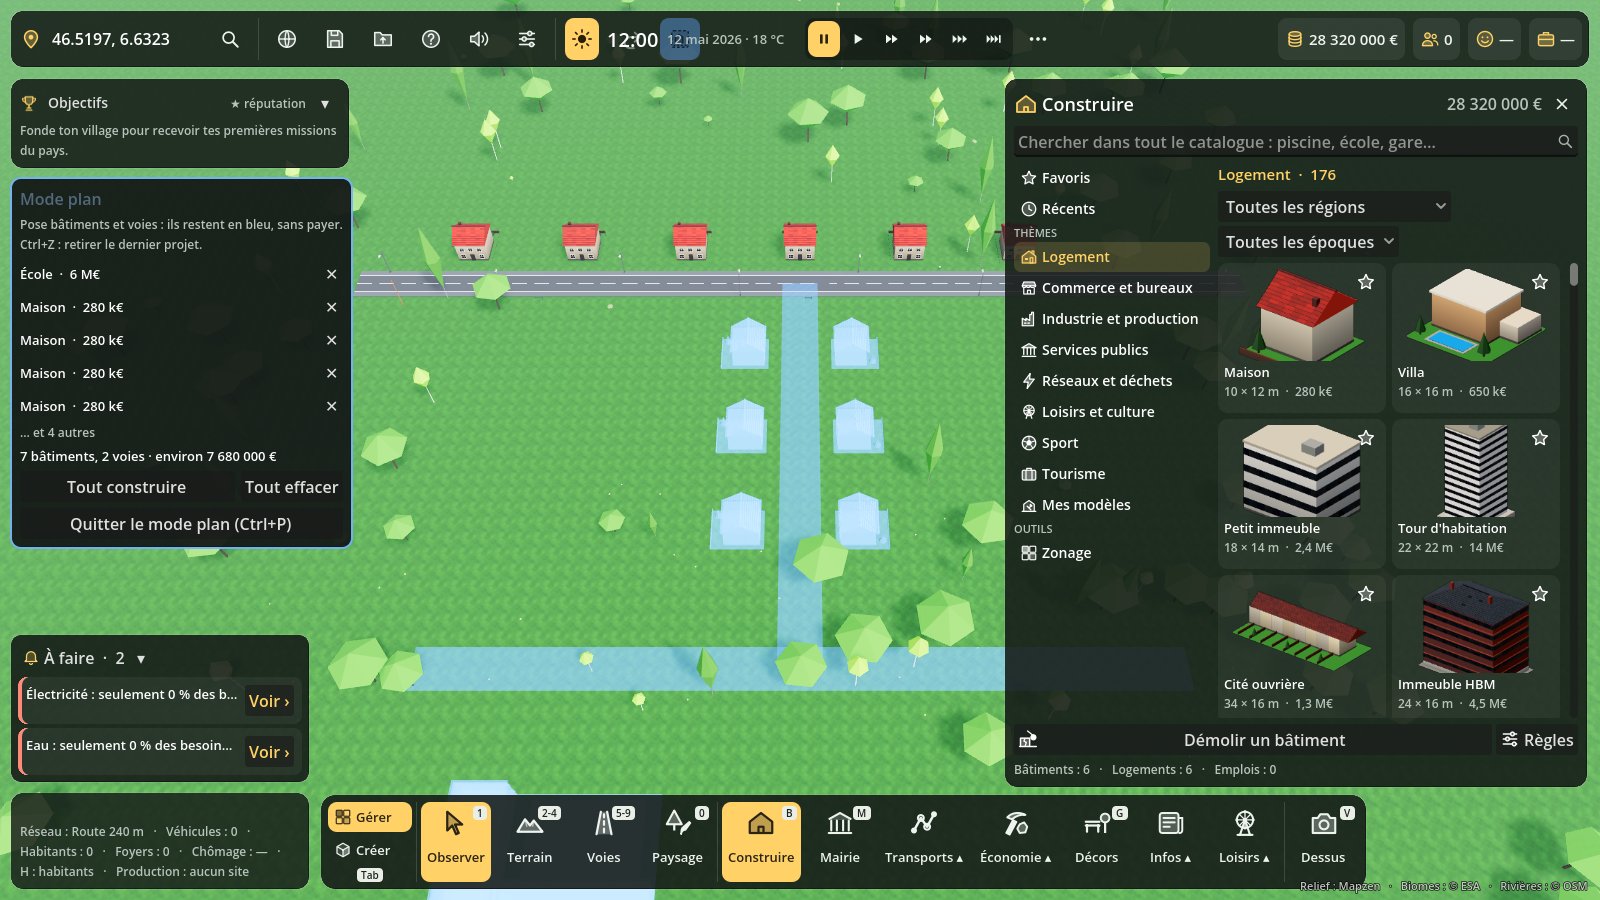 46.5197, 6.6323
12:00
12 mai 2026 · 18 °C
28 320 000 €
0
—
—
Objectifs
★ réputation ▼
Fonde ton village pour recevoir tes premières missions
du pays.
Mode plan
Pose bâtiments et voies : ils restent en bleu, sans payer.
Ctrl+Z : retirer le dernier projet.
École · 6 M€
Maison · 280 k€
Maison · 280 k€
Maison · 280 k€
Maison · 280 k€
... et 4 autres
7 bâtiments, 2 voies · environ 7 680 000 €
Tout construire
Tout effacer
Quitter le mode plan (Ctrl+P)
À faire · 2 ▼
Électricité : seulement 0 % des b...
Voir ›
Eau : seulement 0 % des besoin...
Voir ›
Réseau : Route 240 m · Véhicules : 0 ·
Habitants : 0 · Foyers : 0 · Chômage : — ·
H : habitants · Production : aucun site
Construire
28 320 000 €
Chercher dans tout le catalogue : piscine, école, gare...
Favoris
Récents
THÈMES
Logement
Commerce et bureaux
Industrie et production
Services publics
Réseaux et déchets
Loisirs et culture
Sport
Tourisme
Mes modèles
OUTILS
Zonage
Logement · 176
Toutes les régions
Toutes les époques
Maison
10 × 12 m · 280 k€
Villa
16 × 16 m · 650 k€
Petit immeuble
18 × 14 m · 2,4 M€
Tour d'habitation
22 × 22 m · 14 M€
Cité ouvrière
34 × 16 m · 1,3 M€
Immeuble HBM
24 × 16 m · 4,5 M€
Démolir un bâtiment
Règles
Bâtiments : 6 · Logements : 6 · Emplois : 0
Gérer
Créer
Tab
1
Observer
2-4
Terrain
5-9
Voies
0
Paysage
B
Construire
M
Mairie
Transports ▴
Économie ▴
G
Décors
Infos ▴
Loisirs ▴
V
Dessus
Relief : Mapzen · Biomes : © ESA · Rivières : © OSM